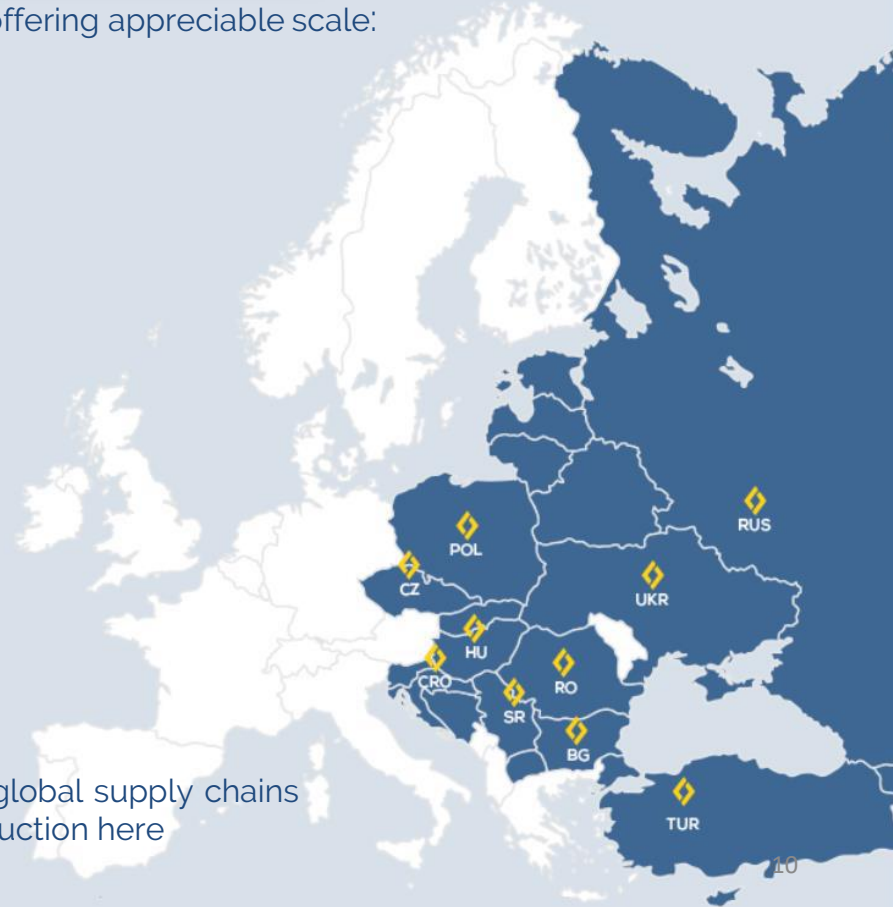 offering appreciable scale:
RUS
POL
CZ
UKR
HU
CRO
RO
SR
BG
global supply chains
uction here
TUR
10